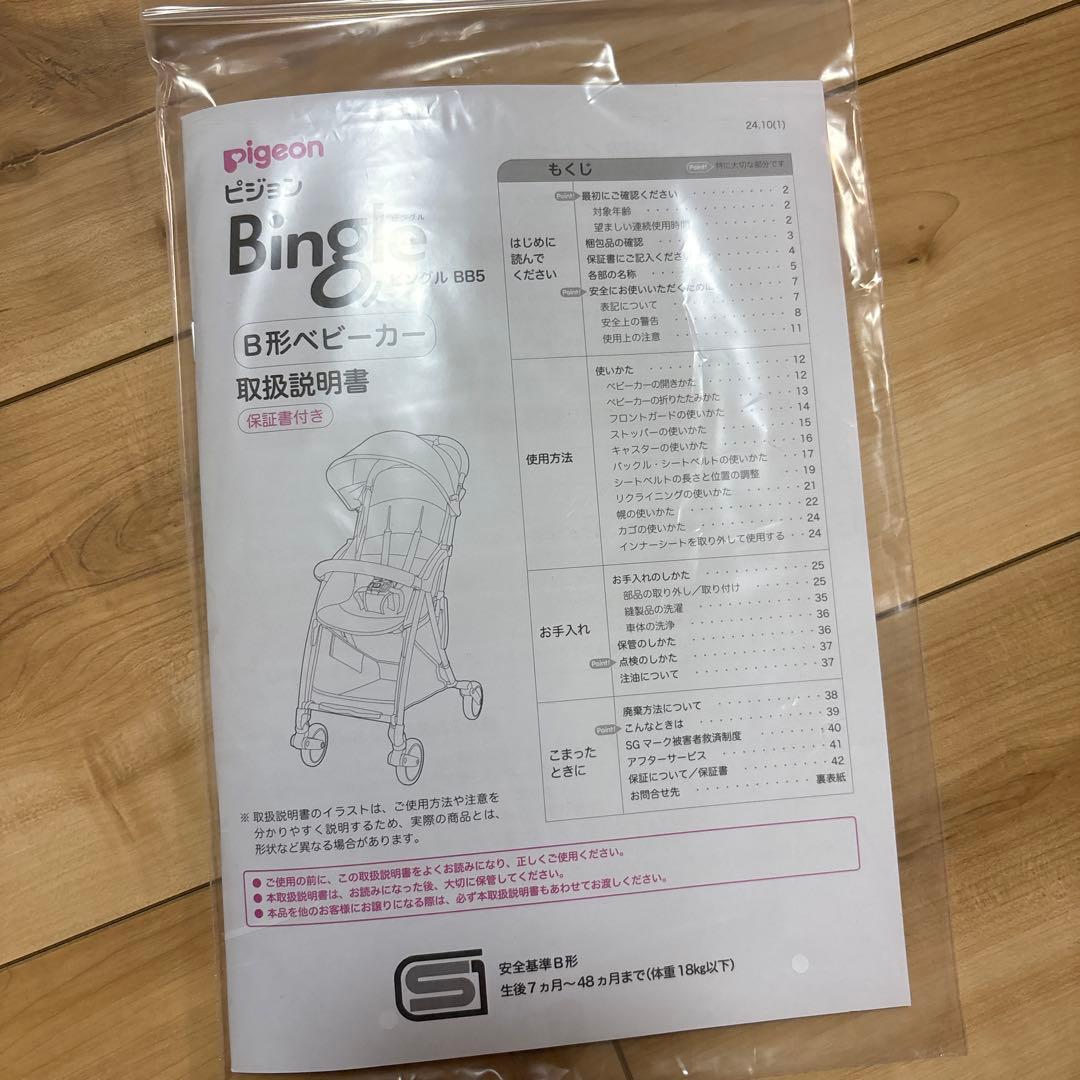 24.10(1)
pigeon
ピジョン
ビングル
Bingle
ビングル BB5
B形ベビーカー
取扱説明書
保証書付き
※ 取扱説明書のイラストは、ご使用方法や注意を
分かりやすく説明するため、実際の商品とは、
形状など異なる場合があります。
もくじ
Point! 特に大切な部分です
はじめに
読んで
ください
Point! 最初にご確認ください ・・・・・・・・・ 2
対象年齢 ・・・・・・・・・・・・ 2
望ましい連続使用時間 ・・・・・・・ 2
梱包品の確認 ・・・・・・・・・・・ 3
保証書にご記入ください ・・・・・・・ 4
各部の名称 ・・・・・・・・・・・・ 5
Point! 安全にお使いいただくために ・・・・・ 7
表記について ・・・・・・・・・・ 7
安全上の警告 ・・・・・・・・・・ 8
使用上の注意 ・・・・・・・・・・ 11
使用方法
使いかた ・・・・・・・・・・・・・ 12
ベビーカーの開きかた ・・・・・・・ 12
ベビーカーの折りたたみかた ・・・・ 13
フロントガードの使いかた ・・・・・ 14
ストッパーの使いかた ・・・・・・・ 15
キャスターの使いかた ・・・・・・・ 16
バックル・シートベルトの使いかた ・・ 17
シートベルトの長さと位置の調整 ・・ 19
リクライニングの使いかた ・・・・・ 21
幌の使いかた ・・・・・・・・・・ 22
カゴの使いかた ・・・・・・・・・ 24
インナーシートを取り外して使用する ・・ 24
お手入れ
お手入れのしかた ・・・・・・・・・ 25
部品の取り外し／取り付け ・・・・・ 25
縫製品の洗濯 ・・・・・・・・・・ 35
車体の洗浄 ・・・・・・・・・・・ 36
保管のしかた ・・・・・・・・・・・ 36
Point! 点検のしかた ・・・・・・・・・・・ 37
注油について ・・・・・・・・・・・ 37
こまった
ときに
廃棄方法について ・・・・・・・・・ 38
Point! こんなときは ・・・・・・・・・・・ 39
SGマーク被害者救済制度 ・・・・・・ 40
アフターサービス ・・・・・・・・・ 41
保証について／保証書 ・・・・・・・ 42
お問合せ先 ・・・・・・・・・・・ 裏表紙
● ご使用の前に、この取扱説明書をよくお読みになり、正しくご使用ください。
● 本取扱説明書は、お読みになった後、大切に保管してください。
● 本品を他のお客様にお譲りになる際は、必ず本取扱説明書もあわせてお渡しください。
SG
安全基準B形
生後7ヵ月〜48ヵ月まで(体重18kg以下)